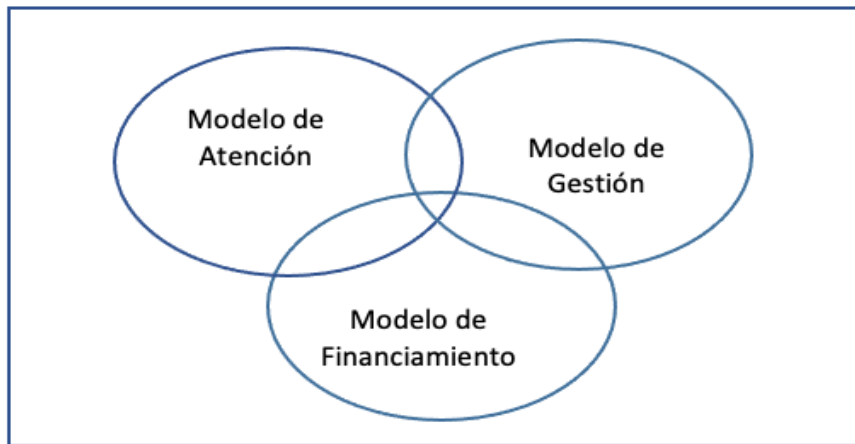 Modelo de
Atención
Modelo de
Gestión
Modelo de
Financiamiento